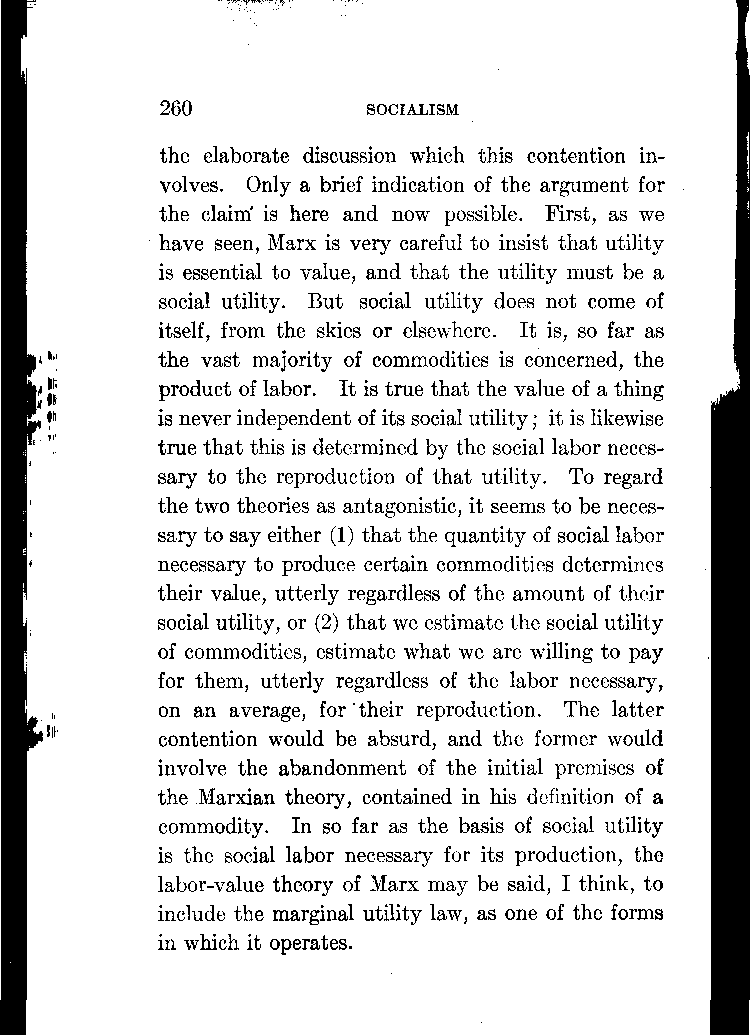 260 SOCIALISM
the elaborate discussion which this contention in-
volves. Only a brief indication of the argument for
the claim is here and now possible. First, as we
have seen, Marx is very careful to insist that utility
is essential to value, and that the utility must be a
social utility. But social utility does not come of
itself, from the skies or elsewhere. It is, so far as
the vast majority of commodities is concerned, the
product of labor. It is true that the value of a thing
is never independent of its social utility; it is likewise
true that this is determined by the social labor neces-
sary to the reproduction of that utility. To regard
the two theories as antagonistic, it seems to be neces-
sary to say either (1) that the quantity of social labor
necessary to produce certain commodities determines
their value, utterly regardless of the amount of their
social utility, or (2) that we estimate the social utility
of commodities, estimate what we are willing to pay
for them, utterly regardless of the labor necessary,
on an average, for their reproduction. The latter
contention would be absurd, and the former would
involve the abandonment of the initial premises of
the Marxian theory, contained in his definition of a
commodity. In so far as the basis of social utility
is the social labor necessary for its production, the
labor-value theory of Marx may be said, I think, to
include the marginal utility law, as one of the forms
in which it operates.